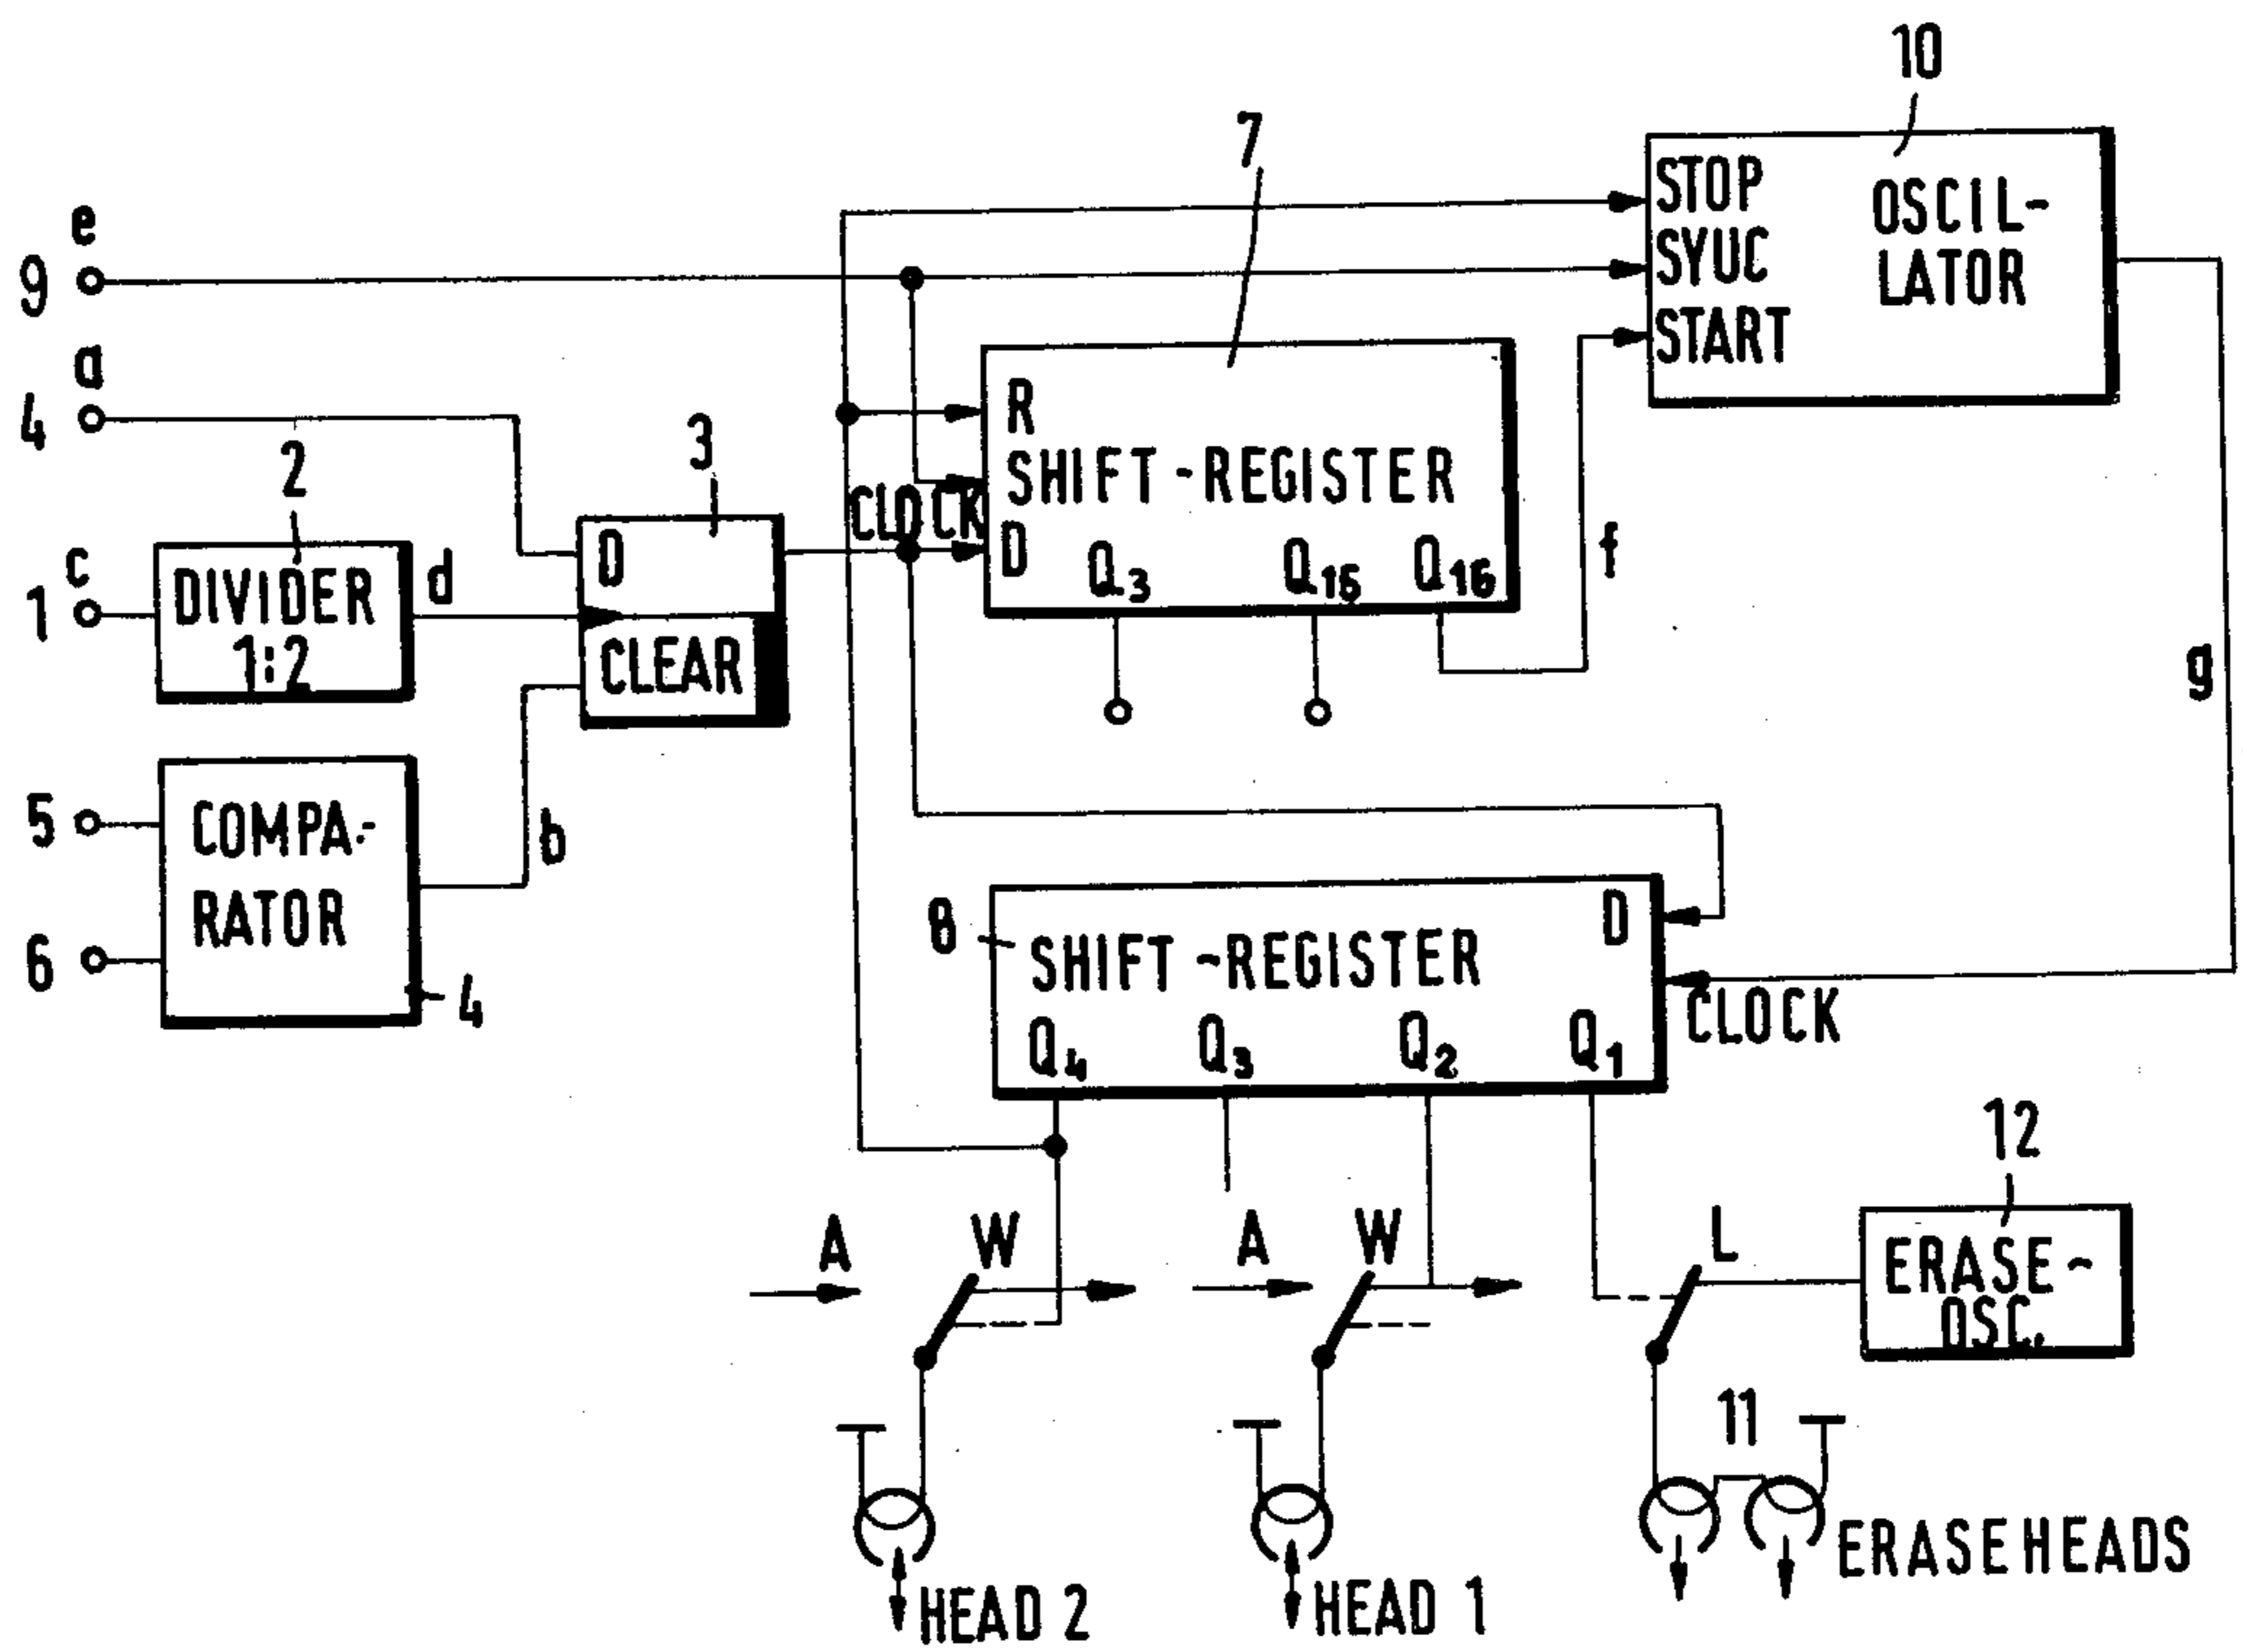 10
7
STOP
OSCIL-
SYUC
LATOR
START
e
9
a
4
2
3
R
SHIFT-REGISTER
CLOCK
D
Q3
Q15
Q16
f
c
1
DIVIDER
1:2
d
D
CLEAR
g
5
COMPA-
RATOR
b
6
4
8
SHIFT-REGISTER
D
CLOCK
Q4
Q3
Q2
Q1
12
A
W
A
W
L
ERASE-
OSC.
11
ERASE HEADS
HEAD 2
HEAD 1